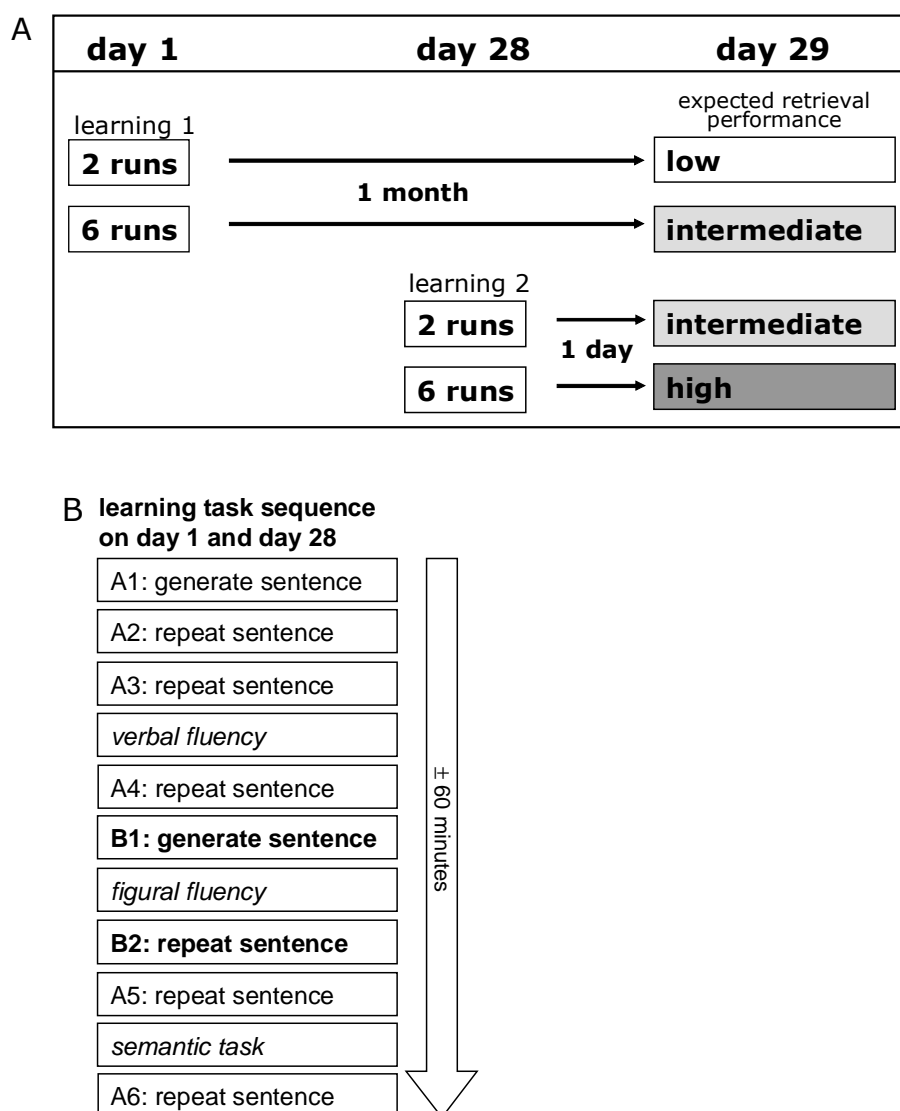 A
day 1 day 28 day 29
expected retrieval
performance
learning 1
2 runs
low
1 month
6 runs
intermediate
learning 2
2 runs
intermediate
1 day
6 runs
high
B learning task sequence
on day 1 and day 28
A1: generate sentence
A2: repeat sentence
A3: repeat sentence
verbal fluency
A4: repeat sentence
B1: generate sentence
figural fluency
B2: repeat sentence
A5: repeat sentence
semantic task
A6: repeat sentence
± 60 minutes